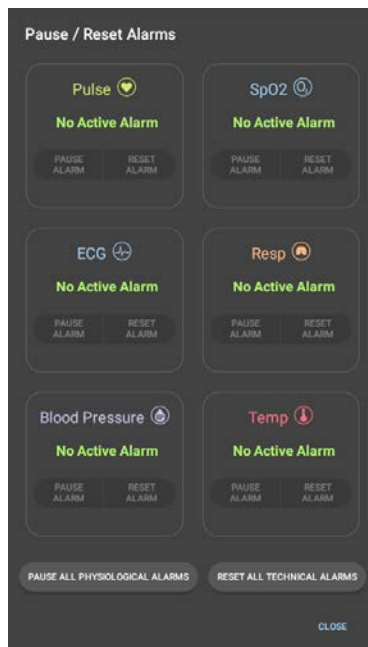 Pause / Reset Alarms
Pulse
No Active Alarm
PAUSE ALARM
RESET ALARM
SpO2
No Active Alarm
PAUSE ALARM
RESET ALARM
ECG
No Active Alarm
PAUSE ALARM
RESET ALARM
Resp
No Active Alarm
PAUSE ALARM
RESET ALARM
Blood Pressure
No Active Alarm
PAUSE ALARM
RESET ALARM
Temp
No Active Alarm
PAUSE ALARM
RESET ALARM
PAUSE ALL PHYSIOLOGICAL ALARMS
RESET ALL TECHNICAL ALARMS
CLOSE